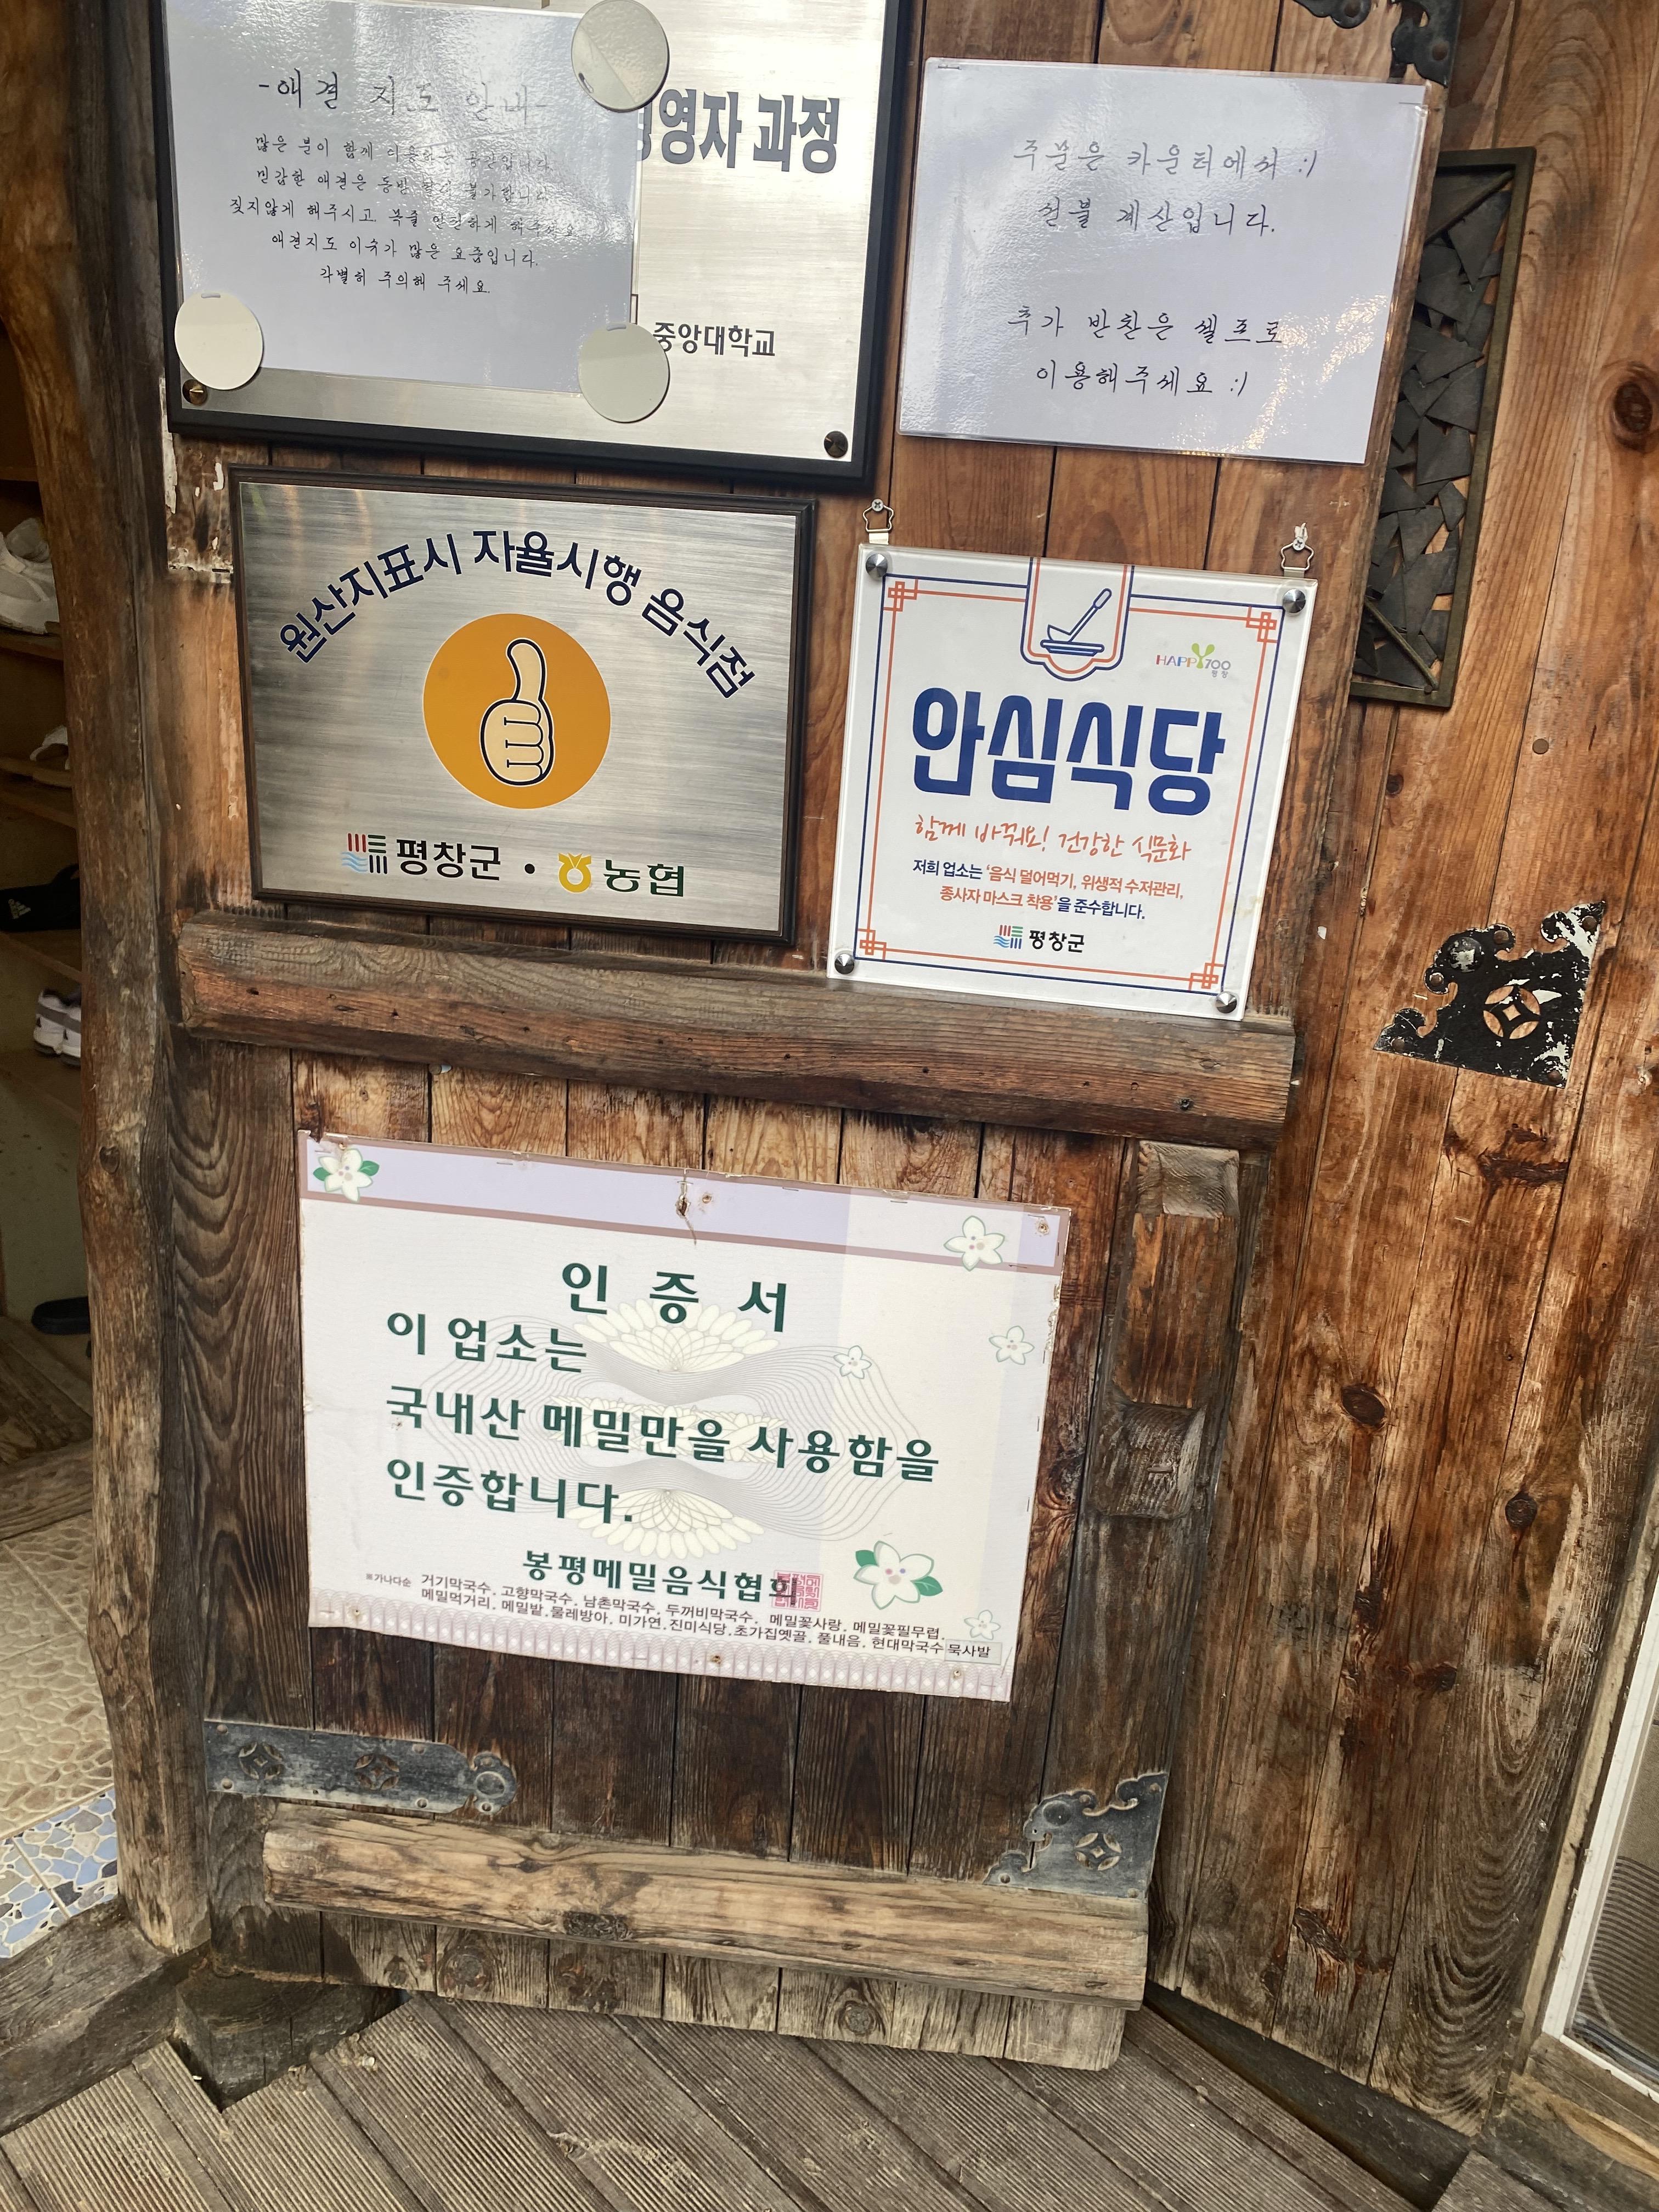 -애견 지도 안내-
많은 분이 함께 이용하는 공간입니다.
민감한 애견은 동반 불가합니다.
짖지않게 해주시고 목줄 해주세요
애견지도 이슈가 많은 요즘입니다.
각별히 주의해 주세요.
영자 과정
중앙대학교
주문은 카운터에서 :)
선불 계산입니다.
추가 반찬은 셀프로
이용해주세요 :)
원산지표시 자율시행 음식점
평창군 • 농협
HAPPY700
평창
안심식당
함께 바꿔요! 건강한 식문화
저희 업소는 '음식 덜어먹기, 위생적 수저관리,
종사자 마스크 착용'을 준수합니다.
평창군
인 증 서
이 업소는
국내산 메밀만을 사용함을
인증합니다.
봉평메밀음식협회
※가나다순 거기막국수, 고향막국수, 남촌막국수, 두꺼비막국수, 메밀꽃사랑, 메밀꽃필무렵,
메밀먹거리, 메밀밭, 물레방아, 미가연, 진미식당, 초가집옛골, 풀내음, 현대막국수 묵사발